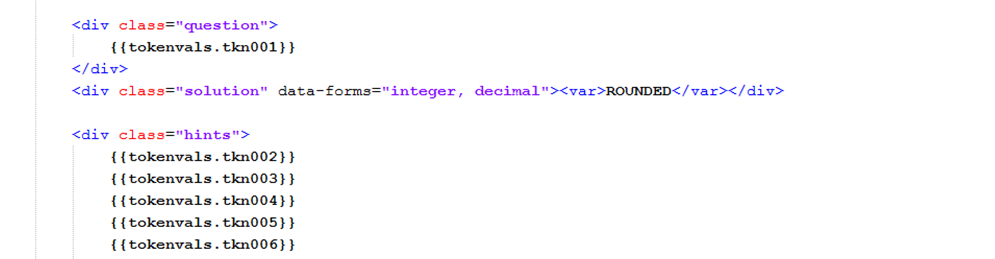 <div class="question">
{{tokenvals.tkn001}}
</div>
<div class="solution" data-forms="integer, decimal"><var>ROUNDED</var></div>
<div class="hints">
{{tokenvals.tkn002}}
{{tokenvals.tkn003}}
{{tokenvals.tkn004}}
{{tokenvals.tkn005}}
{{tokenvals.tkn006}}